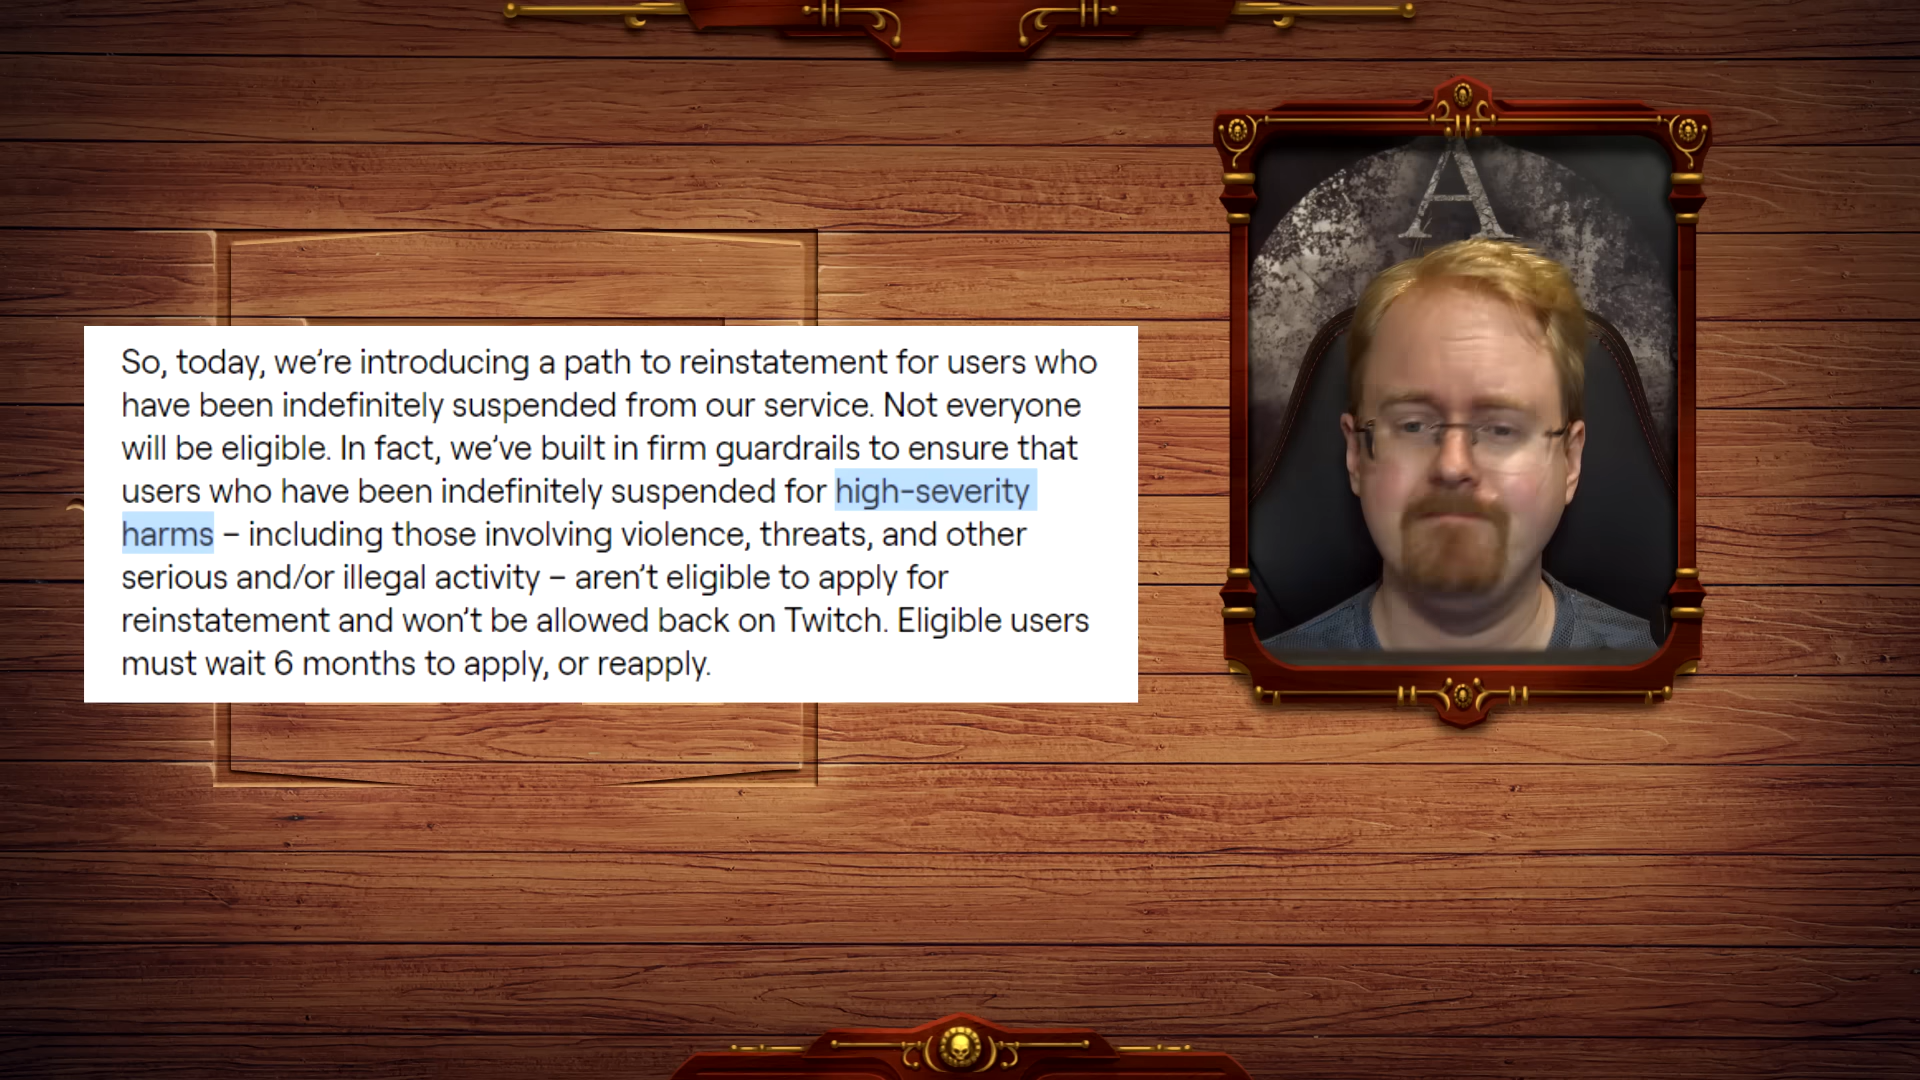 A
So, today, we’re introducing a path to reinstatement for users who
have been indefinitely suspended from our service. Not everyone
will be eligible. In fact, we’ve built in firm guardrails to ensure that
users who have been indefinitely suspended for high-severity
harms – including those involving violence, threats, and other
serious and/or illegal activity – aren’t eligible to apply for
reinstatement and won’t be allowed back on Twitch. Eligible users
must wait 6 months to apply, or reapply.